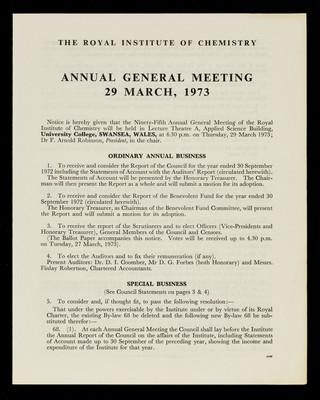 THE ROYAL INSTITUTE OF CHEMISTRY
ANNUAL GENERAL MEETING
29 MARCH, 1973
Notice is hereby given that the Ninety-Fifth Annual General Meeting of the Royal
Institute of Chemistry will be held in Lecture Theatre A, Applied Science Building,
University College, SWANSEA, WALES, at 4.30 p.m. on Thursday, 29 March 1973;
Dr F. Arnold Robinson, President, in the chair.
ORDINARY ANNUAL BUSINESS
1. To receive and consider the Report of the Council for the year ended 30 September
1972 including the Statements of Account with the Auditors' Report (circulated herewith).
The Statements of Account will be presented by the Honorary Treasurer. The Chair-
man will then present the Report as a whole and will submit a motion for its adoption.
2. To receive and consider the Report of the Benevolent Fund for the year ended 30
September 1972 (circulated herewith).
The Honorary Treasurer, as Chairman of the Benevolent Fund Committee, will present
the Report and will submit a motion for its adoption.
3. To receive the report of the Scrutineers and to elect Officers (Vice-Presidents and
Honorary Treasurer), General Members of the Council and Censors.
(The Ballot Paper accompanies this notice. Votes will be received up to 4.30 p.m.
on Tuesday, 27 March, 1973).
4. To elect the Auditors and to fix their remuneration (if any).
Present Auditors: Dr. D. I. Coomber, Mr D. G. Forbes (both Honorary) and Messrs.
Finlay Robertson, Chartered Accountants.
SPECIAL BUSINESS
(See Council Statements on pages 3 & 4)
5. To consider and, if thought fit, to pass the following resolution:—
That under the powers exercisable by the Institute under or by virtue of its Royal
Charter, the existing By-law 68 be deleted and the following new By-law 68 be sub-
stituted therefor:—
68. (1). At each Annual General Meeting the Council shall lay before the Institute
the Annual Report of the Council on the affairs of the Institute, including Statements
of Account made up to 30 September of the preceding year, showing the income and
expenditure of the Institute for that year.